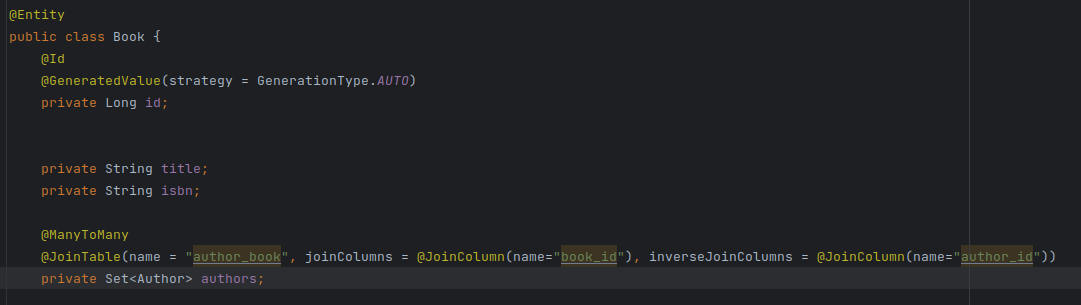 @Entity
public class Book {
@Id
@GeneratedValue(strategy = GenerationType.AUTO)
private Long id;
private String title;
private String isbn;
@ManyToMany
@JoinTable(name = "author_book", joinColumns = @JoinColumn(name="book_id"), inverseJoinColumns = @JoinColumn(name="author_id"))
private Set<Author> authors;